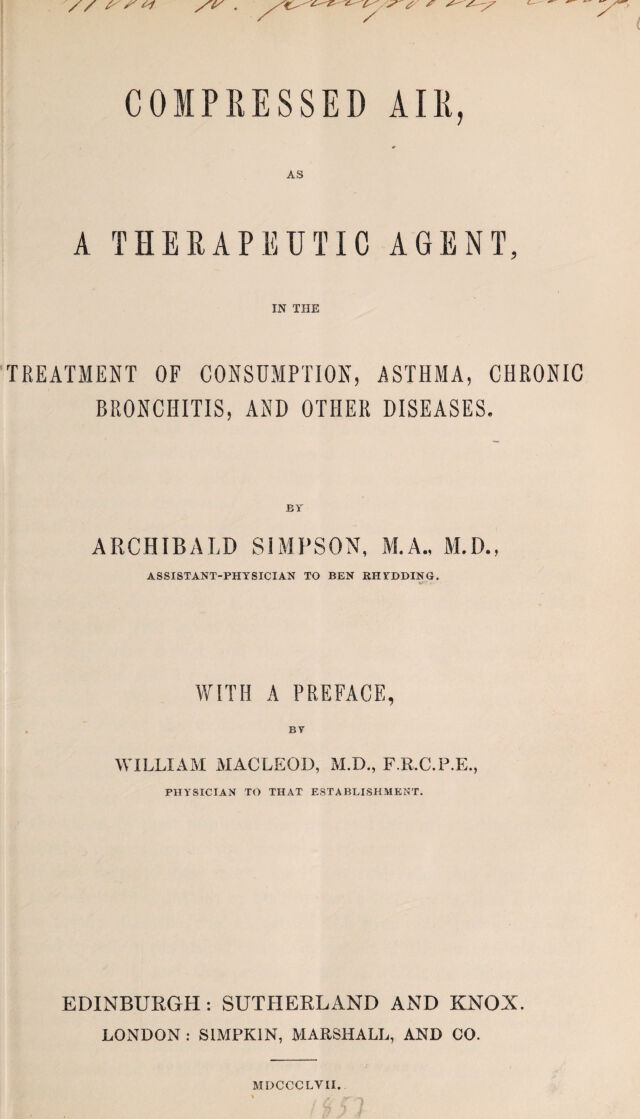 COMPRESSED AIR,
AS
A THERAPEUTIC AGENT,
IN THE
TREATMENT OF CONSUMPTION, ASTHMA, CHRONIC
BRONCHITIS, AND OTHER DISEASES.
BY
ARCHIBALD SIMPSON, M.A., M.D.,
ASSISTANT-PHYSICIAN TO BEN RHYDDING.
WITH A PREFACE,
BY
WILLIAM MACLEOD, M.D., F.R.C.P.E.,
PHYSICIAN TO THAT ESTABLISHMENT.
EDINBURGH: SUTHERLAND AND KNOX.
LONDON: SIMPKIN, MARSHALL, AND CO.
MDCCCLVII.
1857